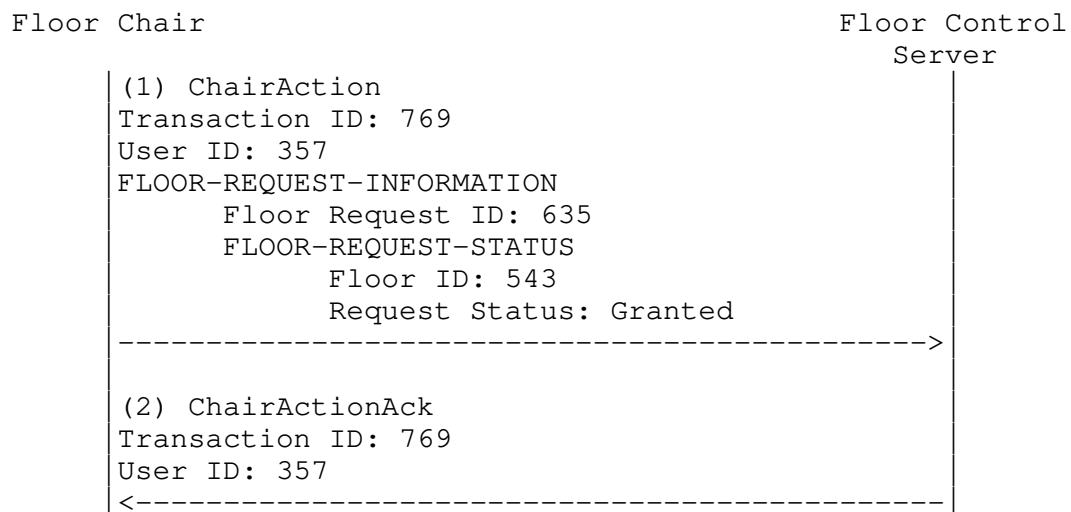 Floor Chair Floor Control
Server
(1) ChairAction
Transaction ID: 769
User ID: 357
FLOOR-REQUEST-INFORMATION
Floor Request ID: 635
FLOOR-REQUEST-STATUS
Floor ID: 543
Request Status: Granted
(2) ChairActionAck
Transaction ID: 769
User ID: 357